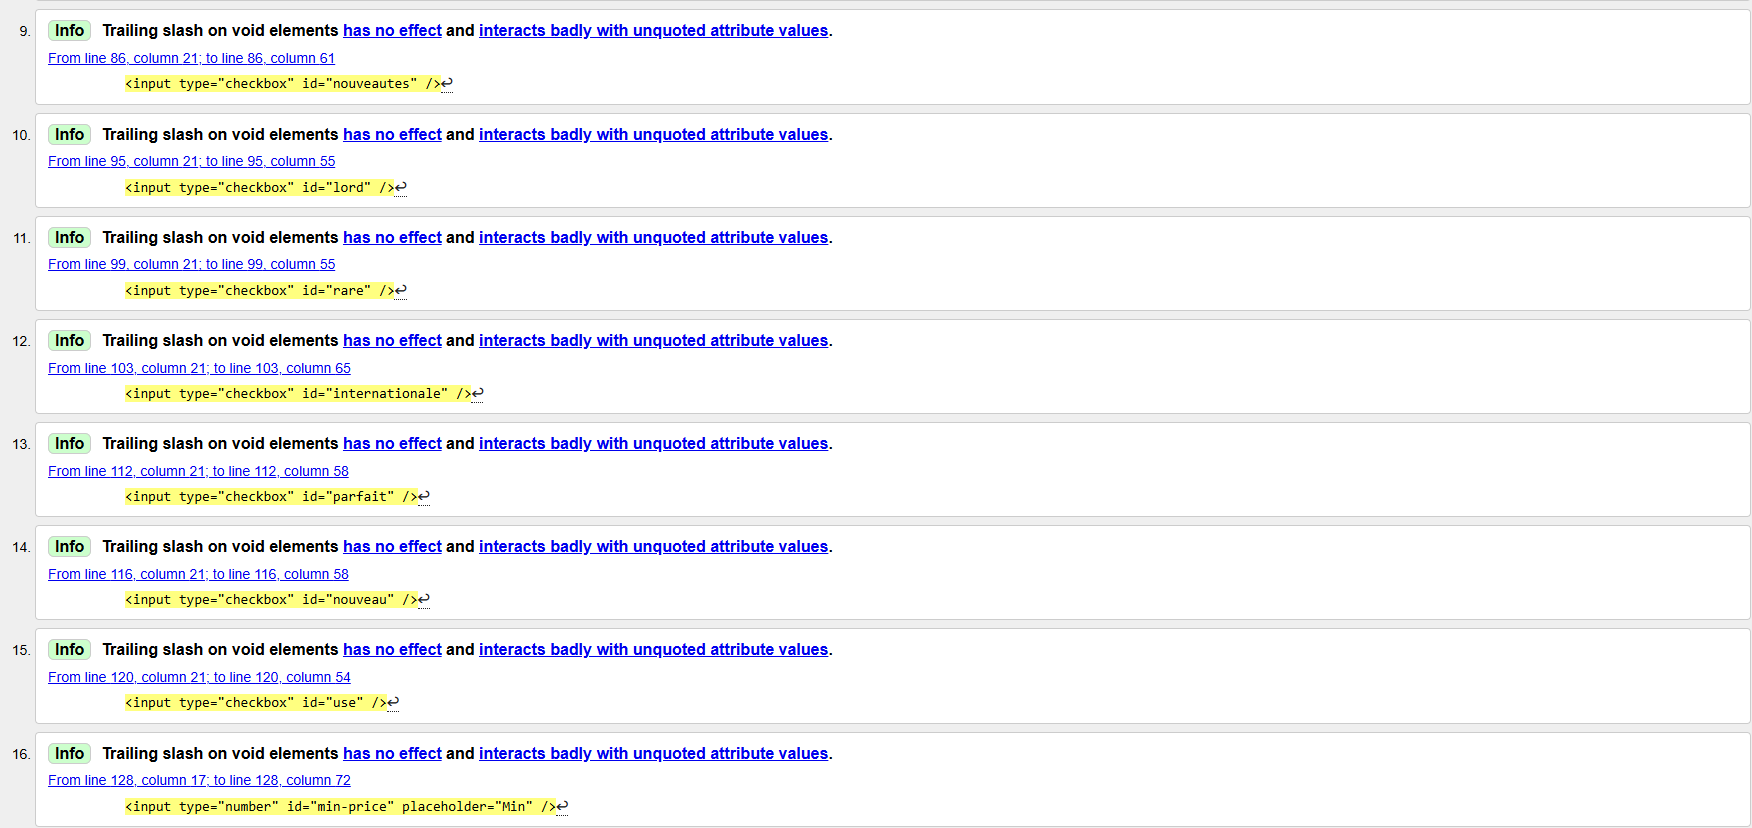 9. Info Trailing slash on void elements has no effect and interacts badly with unquoted attribute values.
From line 86, column 21; to line 86, column 61
<input type="checkbox" id="nouveautes" />↩
10. Info Trailing slash on void elements has no effect and interacts badly with unquoted attribute values.
From line 95, column 21; to line 95, column 55
<input type="checkbox" id="lord" />↩
11. Info Trailing slash on void elements has no effect and interacts badly with unquoted attribute values.
From line 99, column 21; to line 99, column 55
<input type="checkbox" id="rare" />↩
12. Info Trailing slash on void elements has no effect and interacts badly with unquoted attribute values.
From line 103, column 21; to line 103, column 65
<input type="checkbox" id="internationale" />↩
13. Info Trailing slash on void elements has no effect and interacts badly with unquoted attribute values.
From line 112, column 21; to line 112, column 58
<input type="checkbox" id="parfait" />↩
14. Info Trailing slash on void elements has no effect and interacts badly with unquoted attribute values.
From line 116, column 21; to line 116, column 58
<input type="checkbox" id="nouveau" />↩
15. Info Trailing slash on void elements has no effect and interacts badly with unquoted attribute values.
From line 120, column 21; to line 120, column 54
<input type="checkbox" id="use" />↩
16. Info Trailing slash on void elements has no effect and interacts badly with unquoted attribute values.
From line 128, column 17; to line 128, column 72
<input type="number" id="min-price" placeholder="Min" />↩